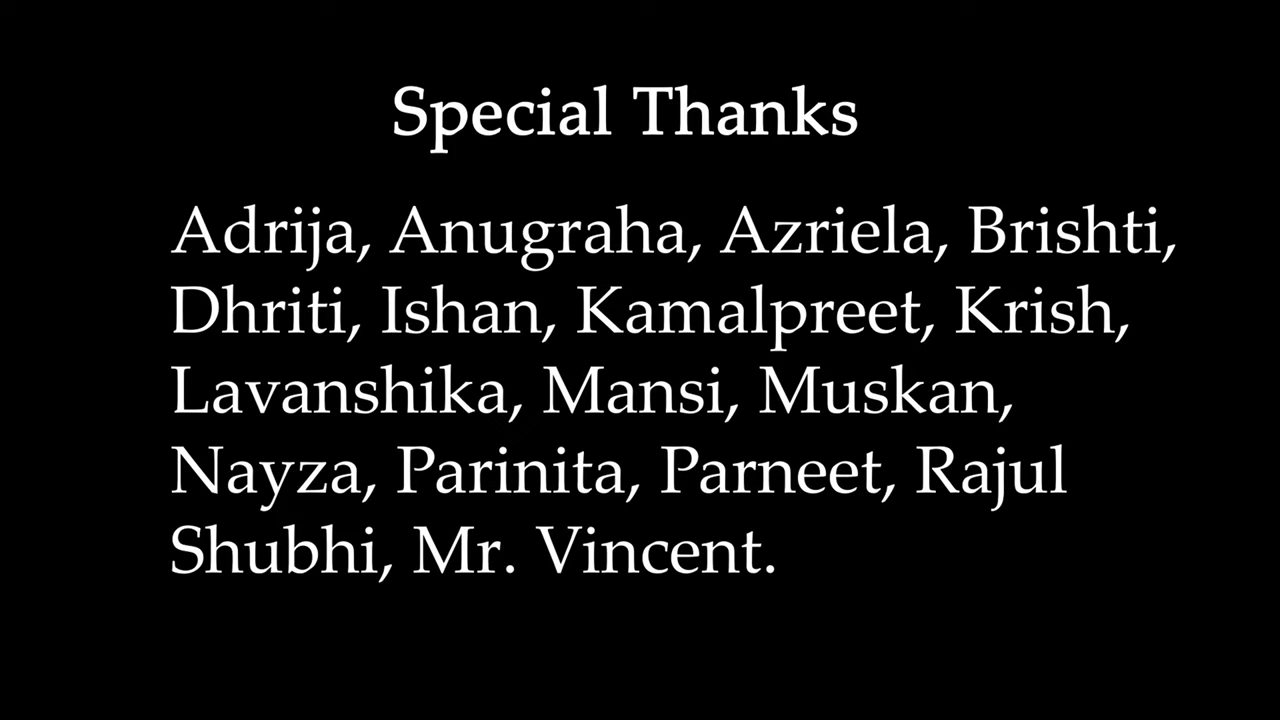 Special Thanks
Adrija, Anugraha, Azriela, Brishti,
Dhriti, Ishan, Kamalpreet, Krish,
Lavanshika, Mansi, Muskan,
Nayza, Parinita, Parneet, Rajul
Shubhi, Mr. Vincent.